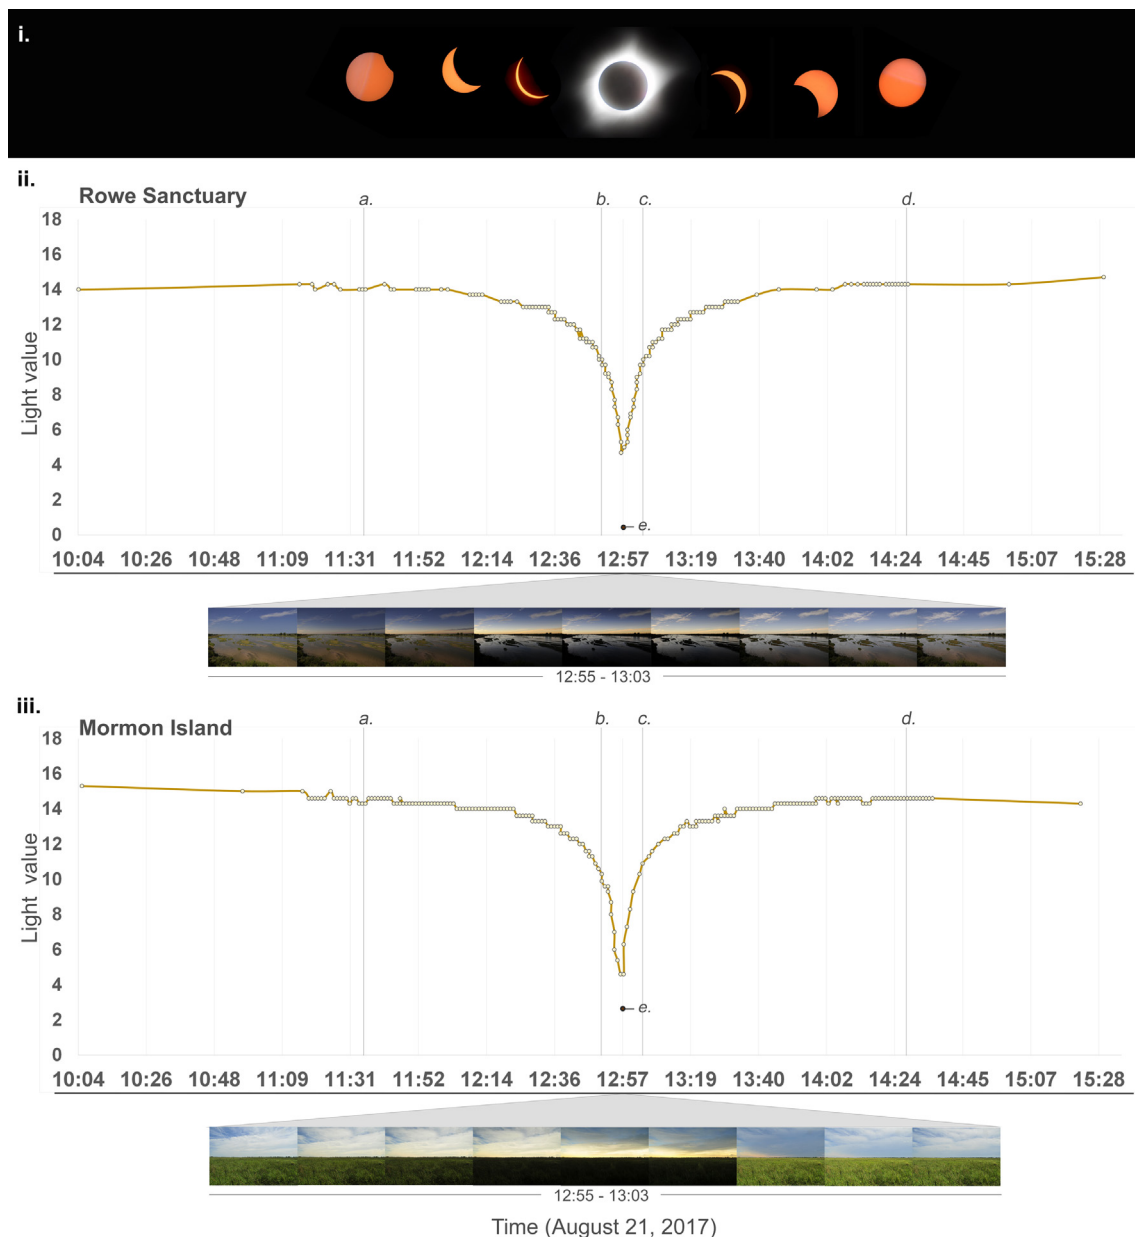 i.
ii.
Rowe Sanctuary
a. b. c. d.
18
16
14
12
10
8
6
4
2
0
Light value
e.
10:04 10:26 10:48 11:09 11:31 11:52 12:14 12:36 12:57 13:19 13:40 14:02 14:24 14:45 15:07 15:28
12:55 - 13:03
iii.
Mormon Island
a. b. c. d.
18
16
14
12
10
8
6
4
2
0
Light value
e.
10:04 10:26 10:48 11:09 11:31 11:52 12:14 12:36 12:57 13:19 13:40 14:02 14:24 14:45 15:07 15:28
12:55 - 13:03
Time (August 21, 2017)